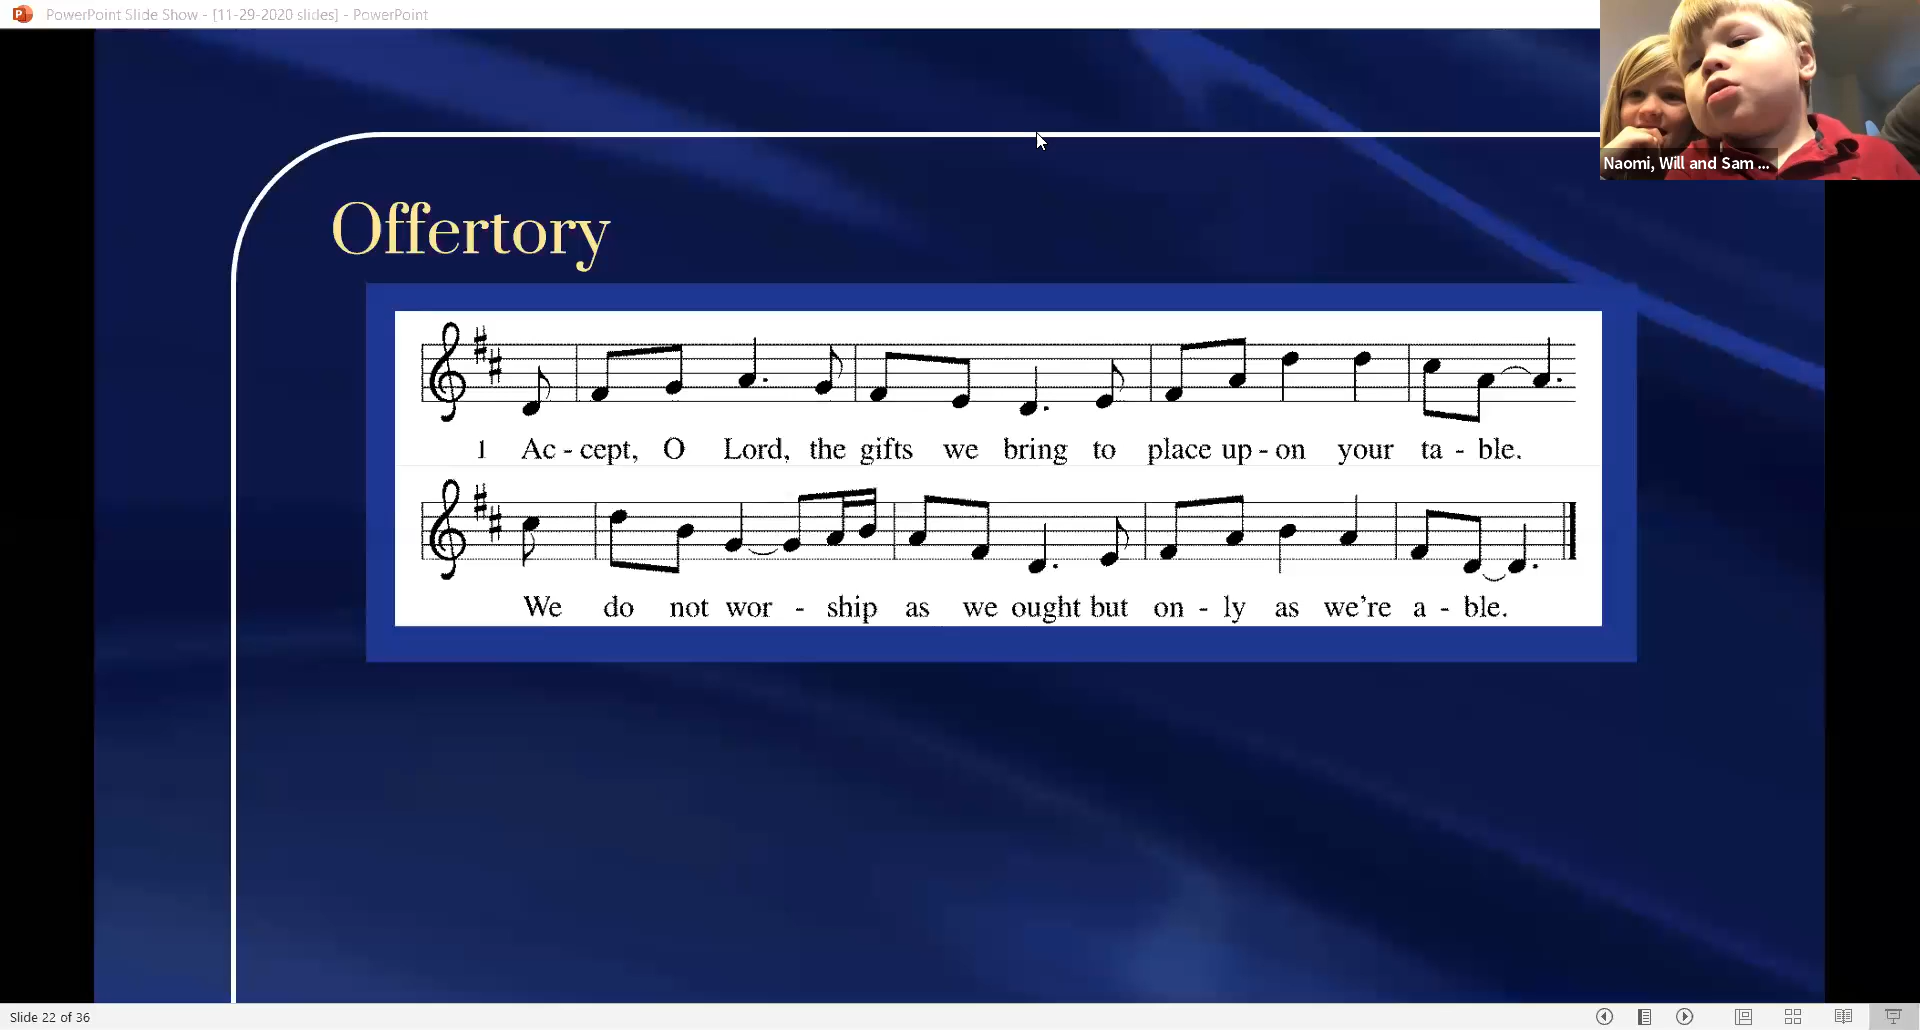 PowerPoint Slide Show - [11-29-2020 slides] - PowerPoint
Naomi, Will and Sam ...
Offertory
1 Ac - cept, O Lord, the gifts we bring to place up - on your ta - ble.
We do not wor - ship as we ought but on - ly as we're a - ble.
Slide 22 of 36